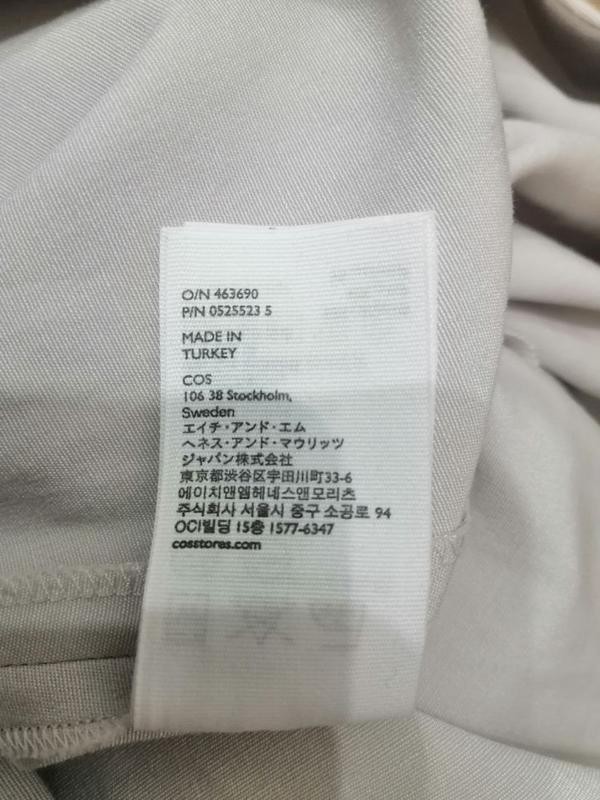 O/N 463690
P/N 0525523 5
MADE IN
TURKEY
COS
106 38 Stockholm,
Sweden
エイチ・アンド・エム
ヘネス・アンド・マウリッツ
ジャパン株式会社
東京都渋谷区宇田川町33-6
에이치앤엠헤네스앤모리츠
주식회사 서울시 중구 소공로 94
OCI빌딩 15층 1577-6347
cosstores.com